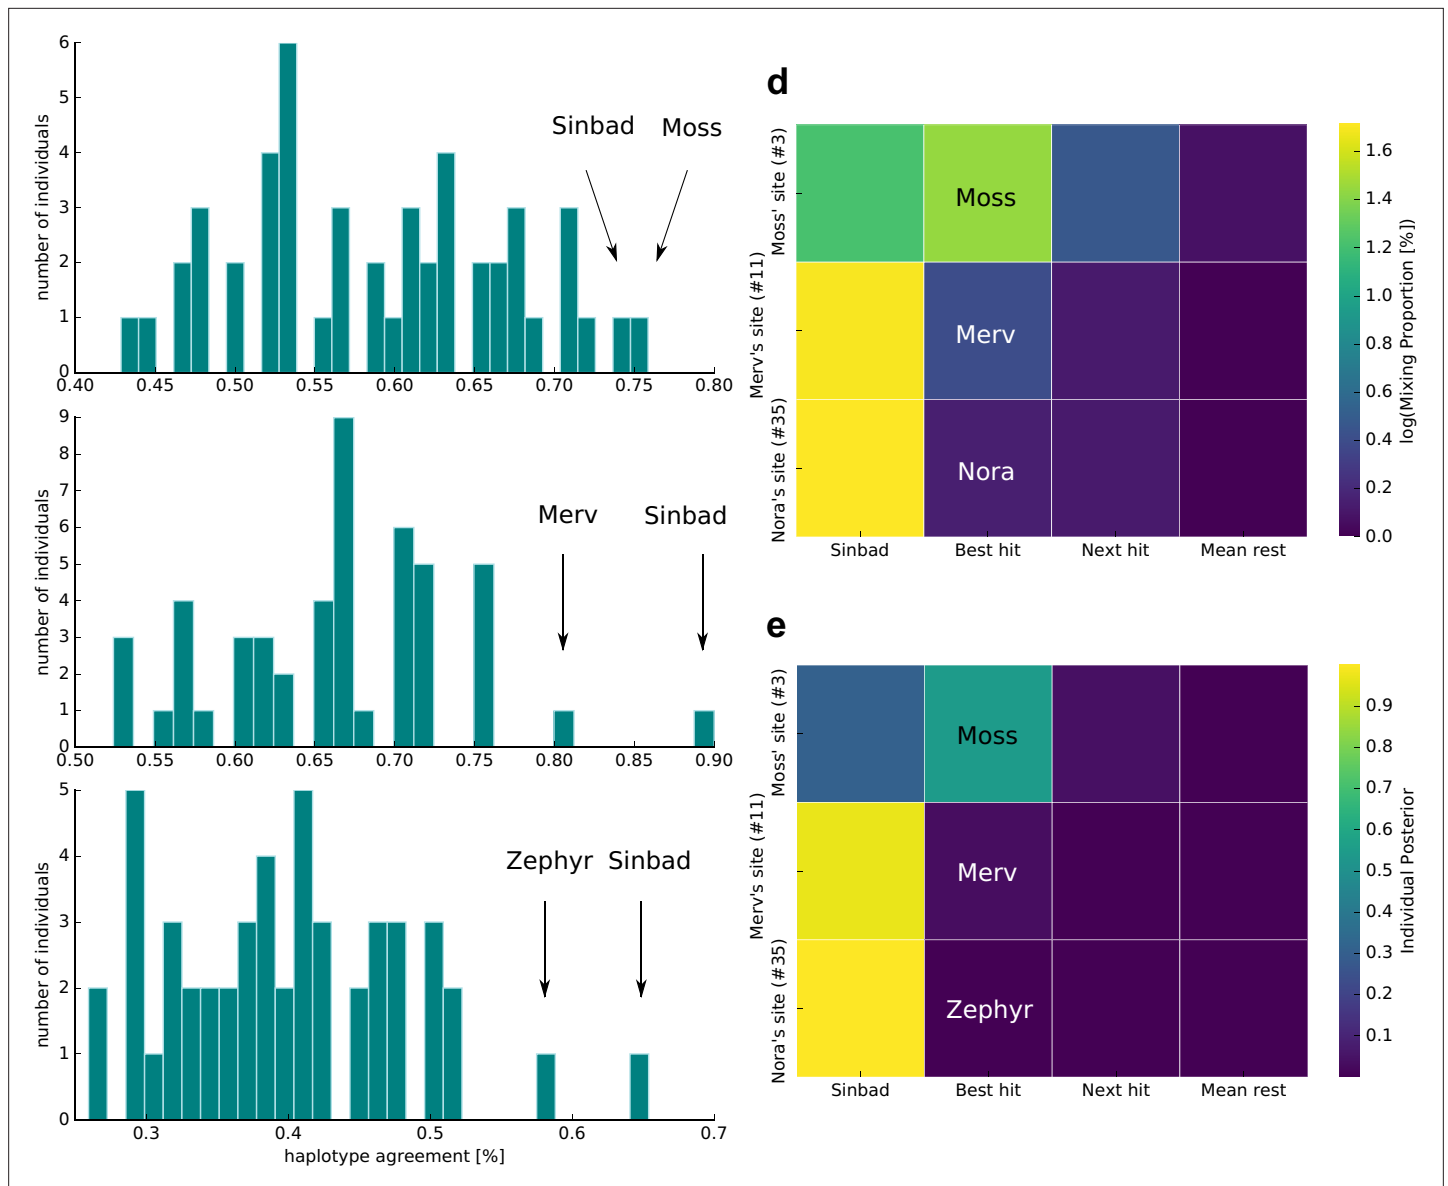 6
5
4
3
2
1
0
number of individuals
Sinbad
Moss
0.40
0.45
0.50
0.55
0.60
0.65
0.70
0.75
0.80
9
8
7
6
5
4
3
2
1
0
number of individuals
Merv
Sinbad
0.50
0.55
0.60
0.65
0.70
0.75
0.80
0.85
0.90
5
4
3
2
1
0
number of individuals
Zephyr
Sinbad
0.3
0.4
0.5
0.6
0.7
haplotype agreement [%]
d
Moss' site (#3)
Merv's site (#11)
Nora's site (#35)
Moss
Merv
Nora
Sinbad
Best hit
Next hit
Mean rest
1.6
1.4
1.2
1.0
0.8
0.6
0.4
0.2
0.0
log(Mixing Proportion [%])
e
Moss' site (#3)
Merv's site (#11)
Nora's site (#35)
Moss
Merv
Zephyr
Sinbad
Best hit
Next hit
Mean rest
0.9
0.8
0.7
0.6
0.5
0.4
0.3
0.2
0.1
Individual Posterior